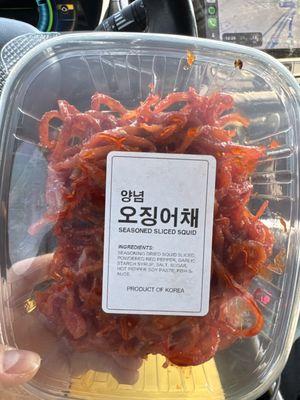 양념
오징어채
SEASONED SLICED SQUID
INGREDIENTS:
SEASONING DRIED SQUID SLICED,
POWDERED RED PEPPER, GARLIC
STARCH SYRUP, SALT, SUGAR,
HOT PEPPER SOY PASTE, FISH &
PRODUCT OF KOREA